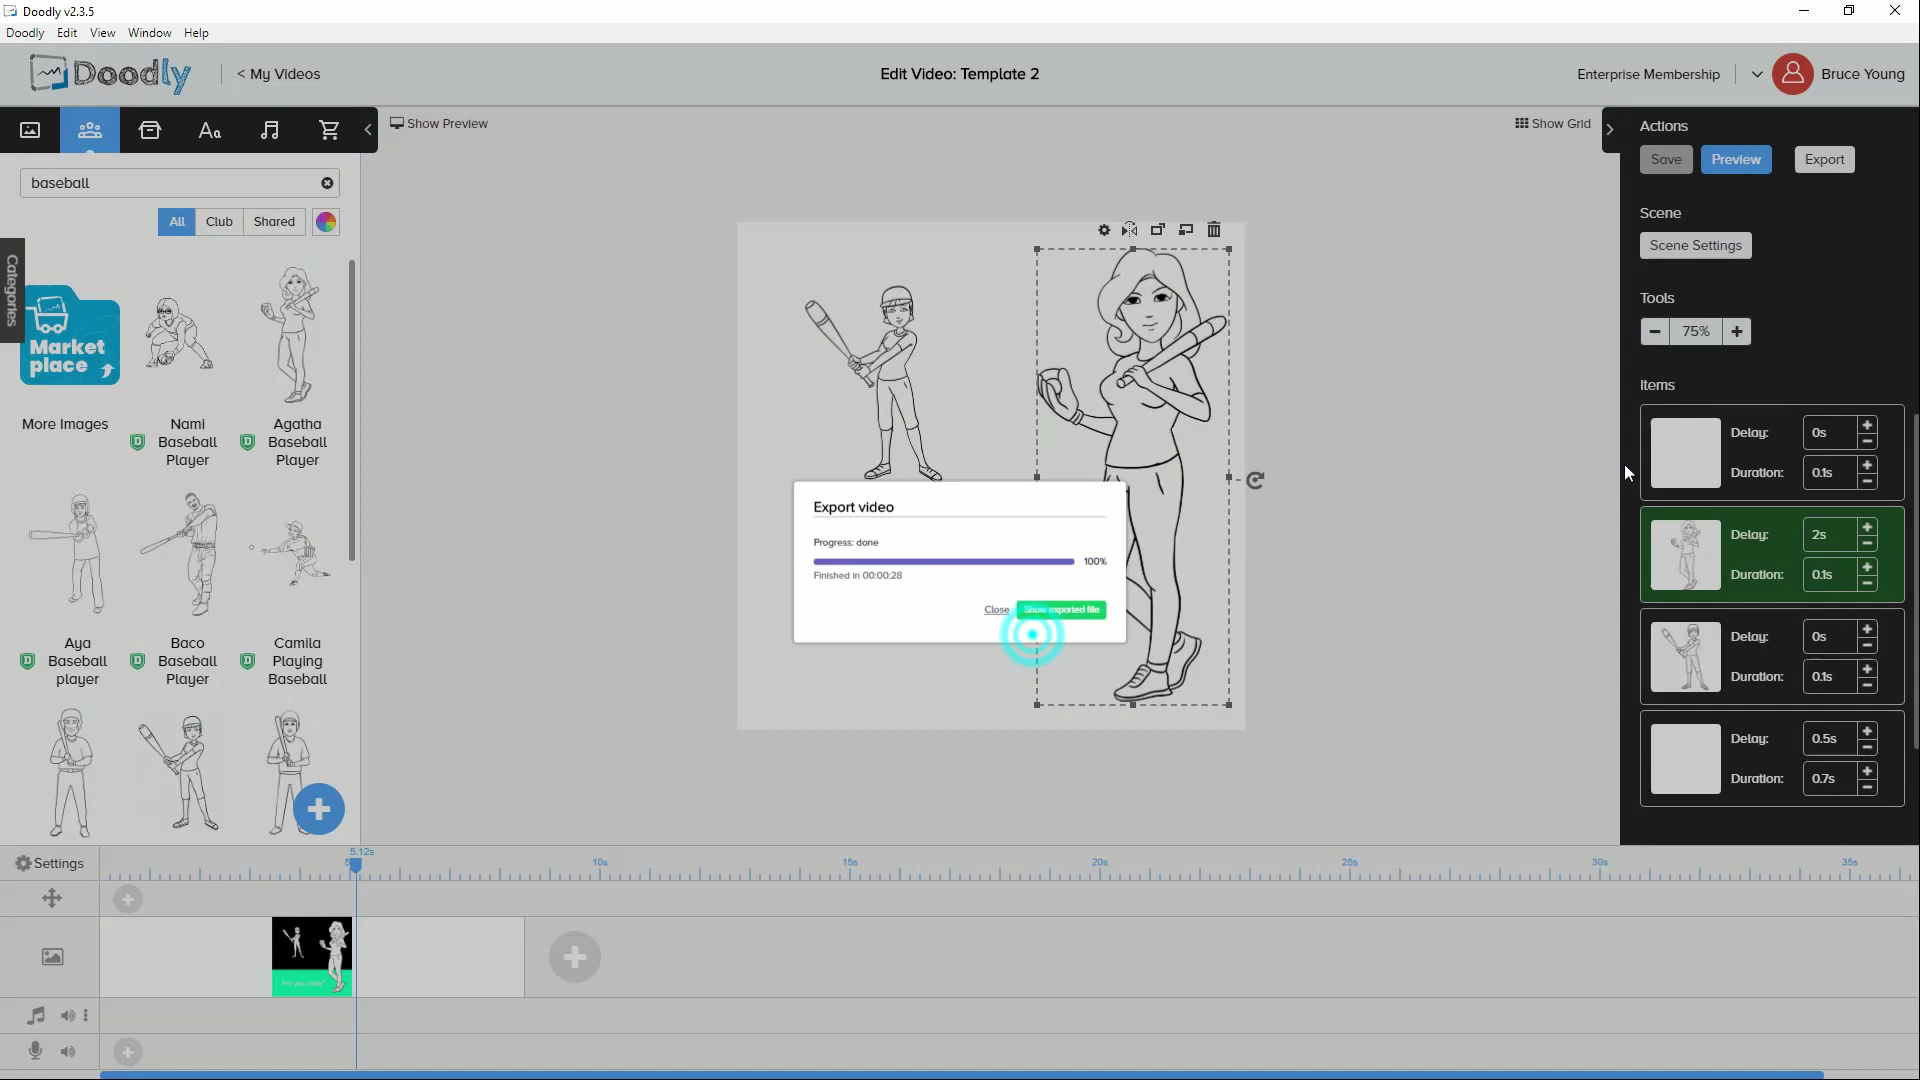 Doodly v2.3.5
Doodly Edit View Window Help
Doodly
< My Videos
Edit Video: Template 2
Enterprise Membership
Bruce Young
Aa
Show Preview
Show Grid
baseball
All Club Shared
Categories
Market
place
More Images
Nami
Baseball
Player
Agatha
Baseball
Player
Aya
Baseball
player
Baco
Baseball
Player
Camila
Playing
Baseball
Export video
Progress: done
100%
Finished in 00:00:28
Close
Show exported file
Actions
Save
Preview
Export
Scene
Scene Settings
Tools
75%
Items
Delay: 0s
Duration: 0.1s
Delay: 2s
Duration: 0.1s
Delay: 0s
Duration: 0.1s
Delay: 0.5s
Duration: 0.7s
Settings
5.12s
10s
15s
20s
25s
30s
35s
Are you ready?